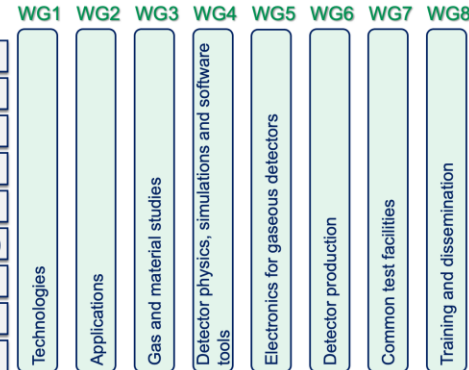 WG1 WG2 WG3 WG4 WG5 WG6 WG7 WG8
Technologies
Applications
Gas and material studies
Detector physics, simulations and software
tools
Electronics for gaseous detectors
Detector production
Common test facilities
Training and dissemination